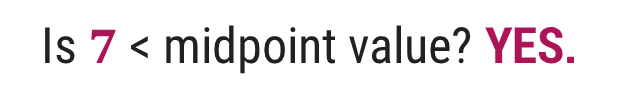 Is 7 < midpoint value? YES.